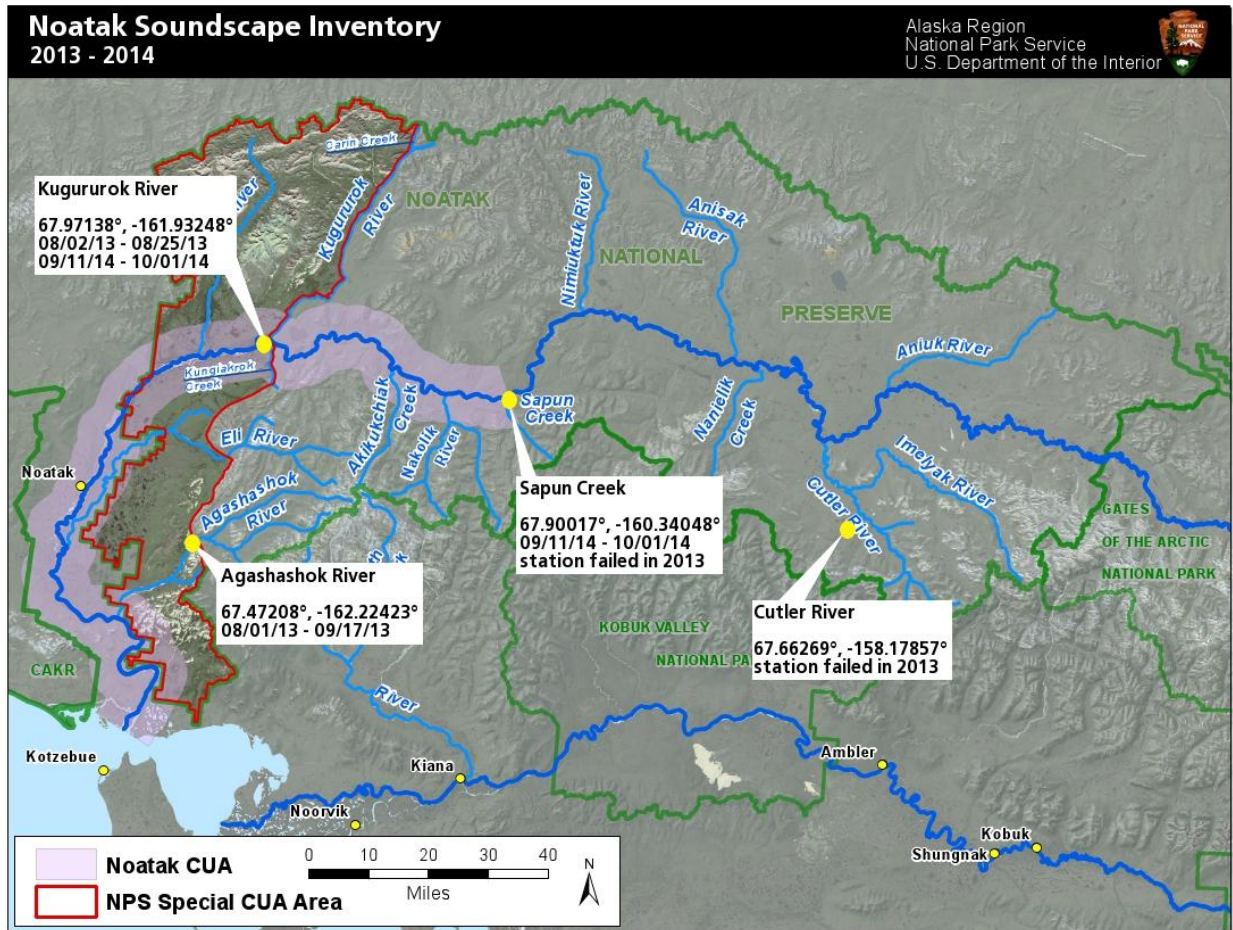 Noatak Soundscape Inventory
2013 - 2014
Alaska Region
National Park Service
U.S. Department of the Interior
NATIONAL
PARK
SERVICE
Carin Creek
Kugururok River
67.97138°, -161.93248°
08/02/13 - 08/25/13
09/11/14 - 10/01/14
River
Kugururok
River
NOATAK
NATIONAL
PRESERVE
Nimiuktuk River
Anisak
River
Aniuk River
Kungiakrok
Creek
Akikukchiak
Creek
Nakolik
River
Sapun
Creek
Nanielik
Creek
Imelyak River
Eli River
Noatak
Agashashok
River
Cutler River
Sapun Creek
67.90017°, -160.34048°
09/11/14 - 10/01/14
station failed in 2013
GATES
OF THE ARCTIC
NATIONAL PARK
Agashashok River
67.47208°, -162.22423°
08/01/13 - 09/17/13
Cutler River
67.66269°, -158.17857°
station failed in 2013
KOBUK VALLEY
NATIONAL PA
CAKR
River
Kotzebue
Kiana
Ambler
Noorvik
Kobuk
Shungnak
Noatak CUA
NPS Special CUA Area
0 10 20 30 40
Miles
N